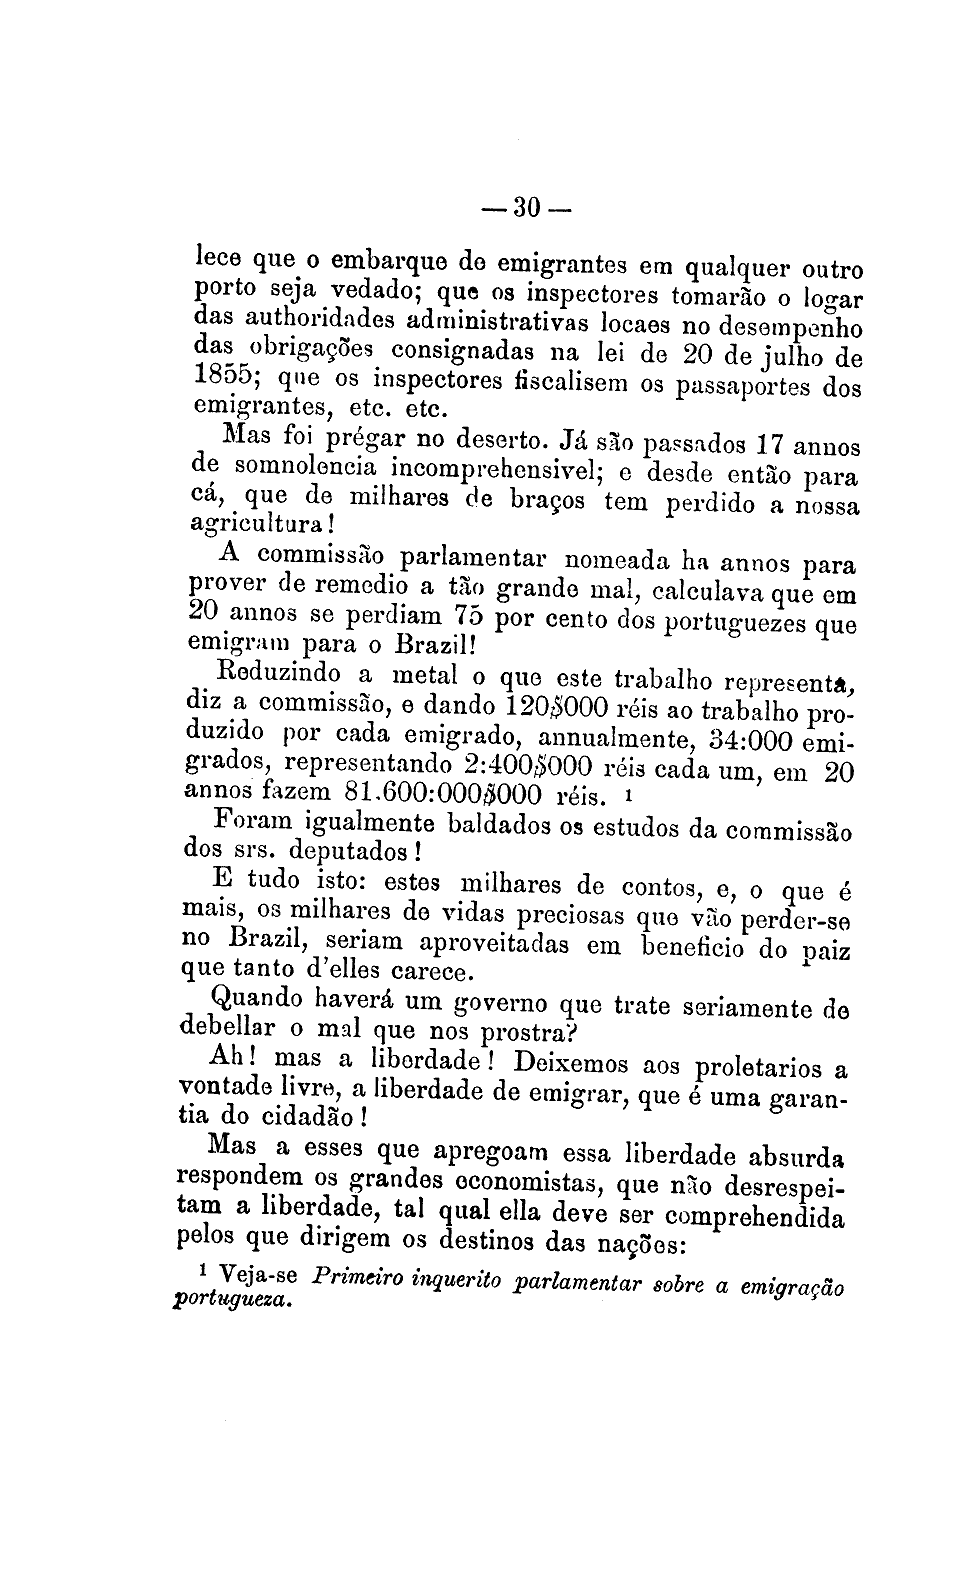 — 30 —
lece que o embarque de emigrantes em qualquer outro
porto seja vedado; que os inspectores tomarão o logar
das authoridades administrativas locaes no desempenho
das obrigações consignadas na lei de 20 de julho de
1855; que os inspectores fiscalisem os passaportes dos
emigrantes, etc. etc.
Mas foi prégar no deserto. Já são passados 17 annos
de somnolencia incomprehensivel; e desde então para
cá, que de milhares de braços tem perdido a nossa
agricultura!
A commissão parlamentar nomeada ha annos para
prover de remedio a tão grande mal, calculava que em
20 annos se perdiam 75 por cento dos portuguezes que
emigram para o Brazil!
Reduzindo a metal o que este trabalho representa,
diz a commissão, e dando 120$000 réis ao trabalho pro-
duzido por cada emigrado, annualmente, 34:000 emi-
grados, representando 2:400$000 réis cada um, em 20
annos fazem 81.600:000$000 réis. 1
Foram igualmente baldados os estudos da commissão
dos srs. deputados!
E tudo isto: estes milhares de contos, e, o que é
mais, os milhares de vidas preciosas que vão perder-se
no Brazil, seriam aproveitadas em beneficio do paiz
que tanto d'elles carece.
Quando haverá um governo que trate seriamente de
debellar o mal que nos prostra?
Ah! mas a liberdade! Deixemos aos proletarios a
vontade livre, a liberdade de emigrar, que é uma garan-
tia do cidadão!
Mas a esses que apregoam essa liberdade absurda
respondem os grandes economistas, que não desrespei-
tam a liberdade, tal qual ella deve ser comprehendida
pelos que dirigem os destinos das nações:
1 Veja-se Primeiro inquerito parlamentar sobre a emigração
portugueza.